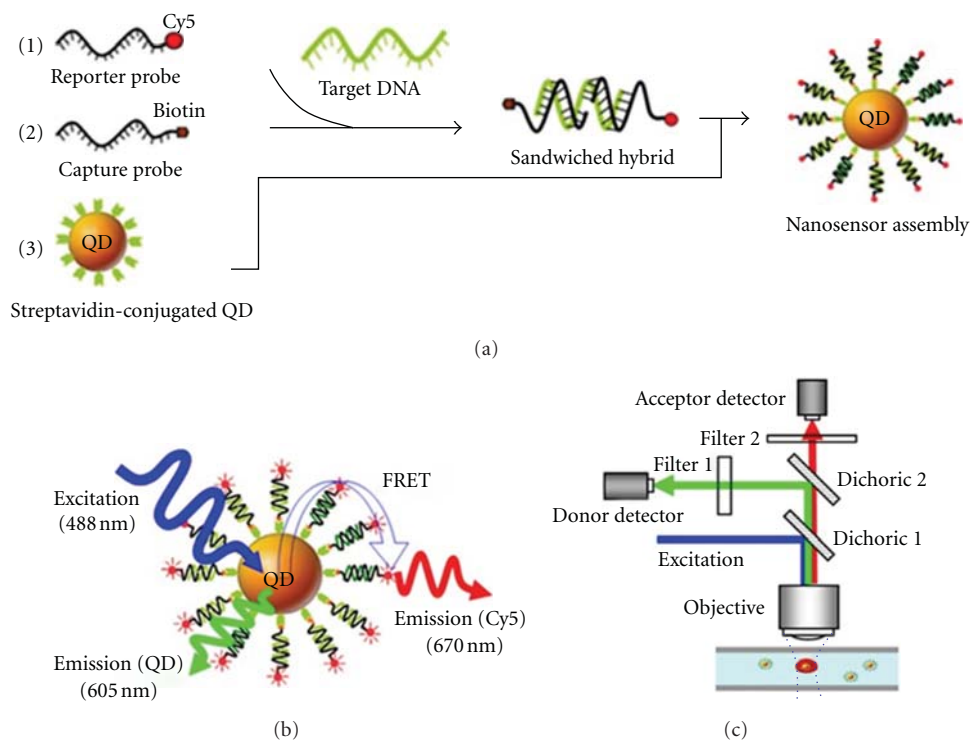 (1)
Cy5
Reporter probe
Target DNA
(2)
Biotin
Capture probe
Sandwiched hybrid
QD
Nanosensor assembly
(3)
QD
Streptavidin-conjugated QD
(a)
Excitation
(488 nm)
FRET
QD
Emission (Cy5)
(670 nm)
Emission (QD)
(605 nm)
(b)
Acceptor detector
Filter 2
Filter 1
Dichoric 2
Donor detector
Dichoric 1
Excitation
Objective
(c)